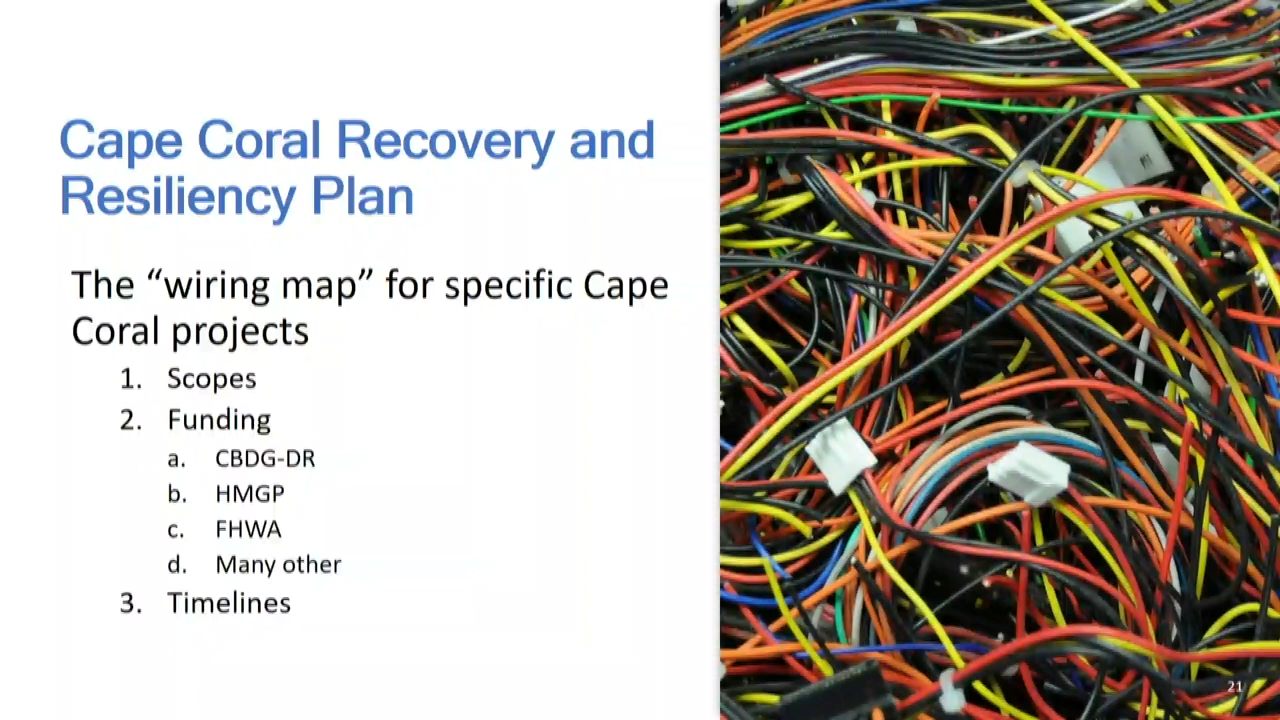 Cape Coral Recovery and
Resiliency Plan
The “wiring map” for specific Cape
Coral projects
1. Scopes
2. Funding
a. CBDG-DR
b. HMGP
c. FHWA
d. Many other
3. Timelines
21